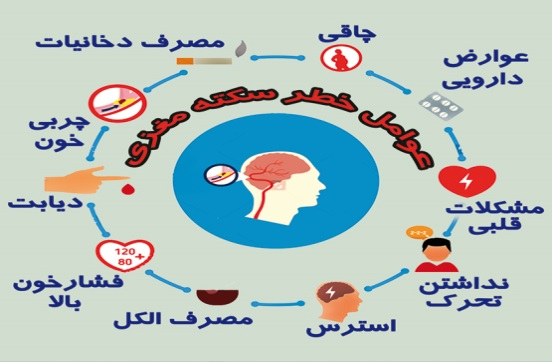 عوامل خطر سکته مغزی
چاقی
عوارض
دارویی
مشکلات
قلبی
z-z-z
نداشتن
تحرک
استرس
مصرف الکل
120
80
فشارخون
بالا
دیابت
چربی
خون
مصرف دخانیات